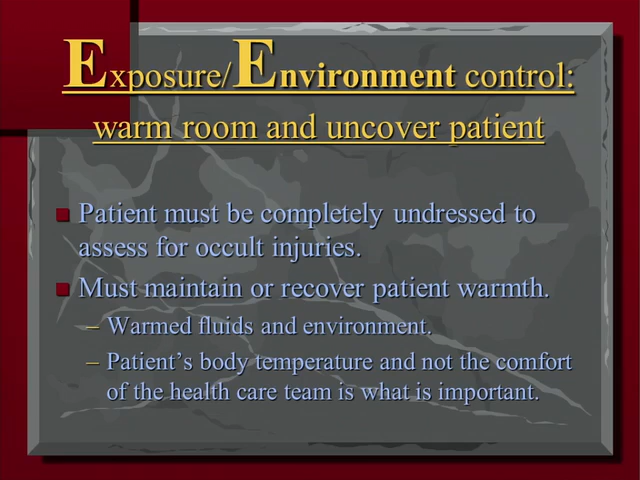 Exposure/Environment control:
warm room and uncover patient
Patient must be completely undressed to
assess for occult injuries.
Must maintain or recover patient warmth.
– Warmed fluids and environment.
– Patient's body temperature and not the comfort
of the health care team is what is important.